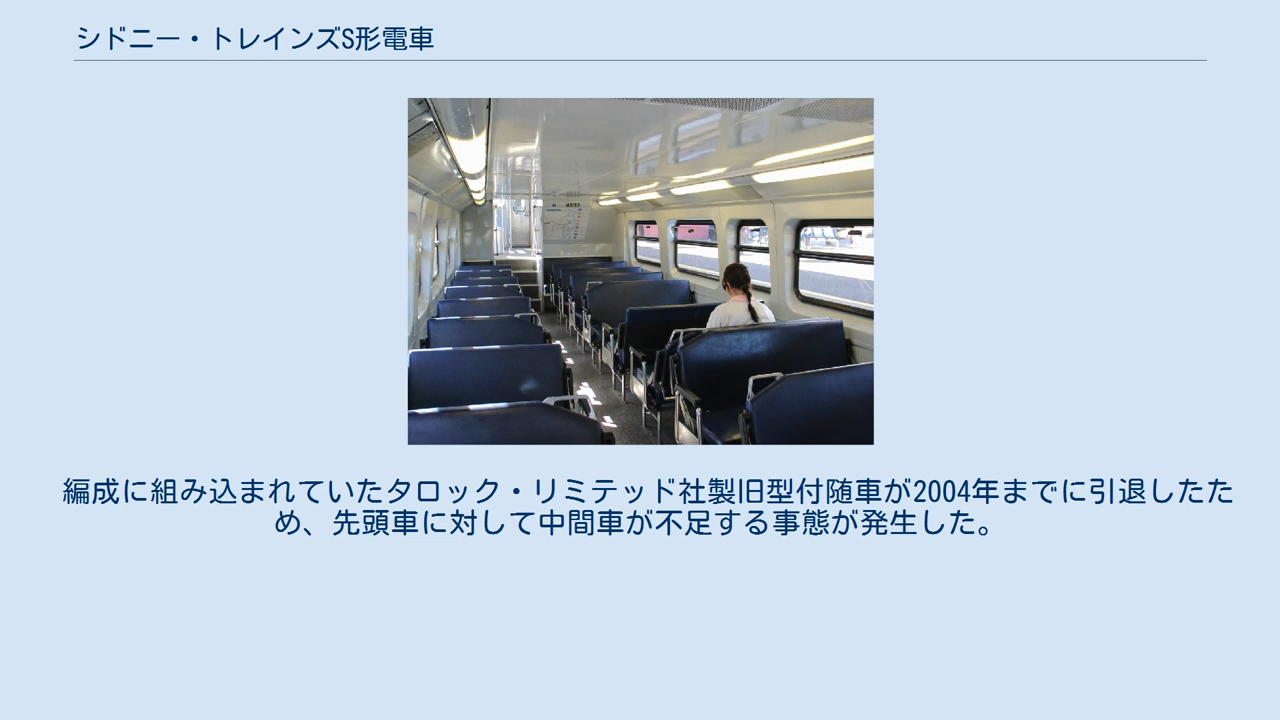 シドニー・トレインズS形電車
編成に組み込まれていたタロック・リミテッド社製旧型付随車が2004年までに引退したた
め、先頭車に対して中間車が不足する事態が発生した。